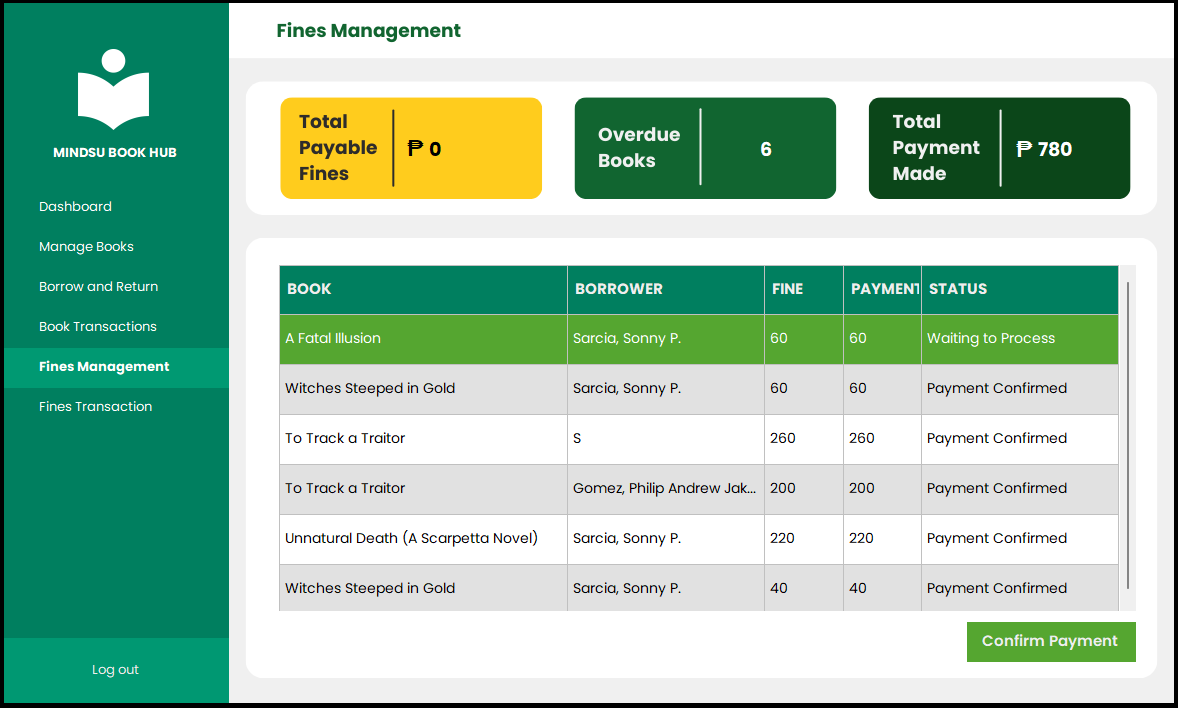 MINDSU BOOK HUB
Dashboard
Manage Books
Borrow and Return
Book Transactions
Fines Management
Fines Transaction
Log out
Fines Management
Total
Payable
Fines
₱ 0
Overdue
Books
6
Total
Payment
Made
₱ 780
BOOK BORROWER FINE PAYMENT STATUS
A Fatal Illusion Sarcia, Sonny P. 60 60 Waiting to Process
Witches Steeped in Gold Sarcia, Sonny P. 60 60 Payment Confirmed
To Track a Traitor S 260 260 Payment Confirmed
To Track a Traitor Gomez, Philip Andrew Jak... 200 200 Payment Confirmed
Unnatural Death (A Scarpetta Novel) Sarcia, Sonny P. 220 220 Payment Confirmed
Witches Steeped in Gold Sarcia, Sonny P. 40 40 Payment Confirmed
Confirm Payment